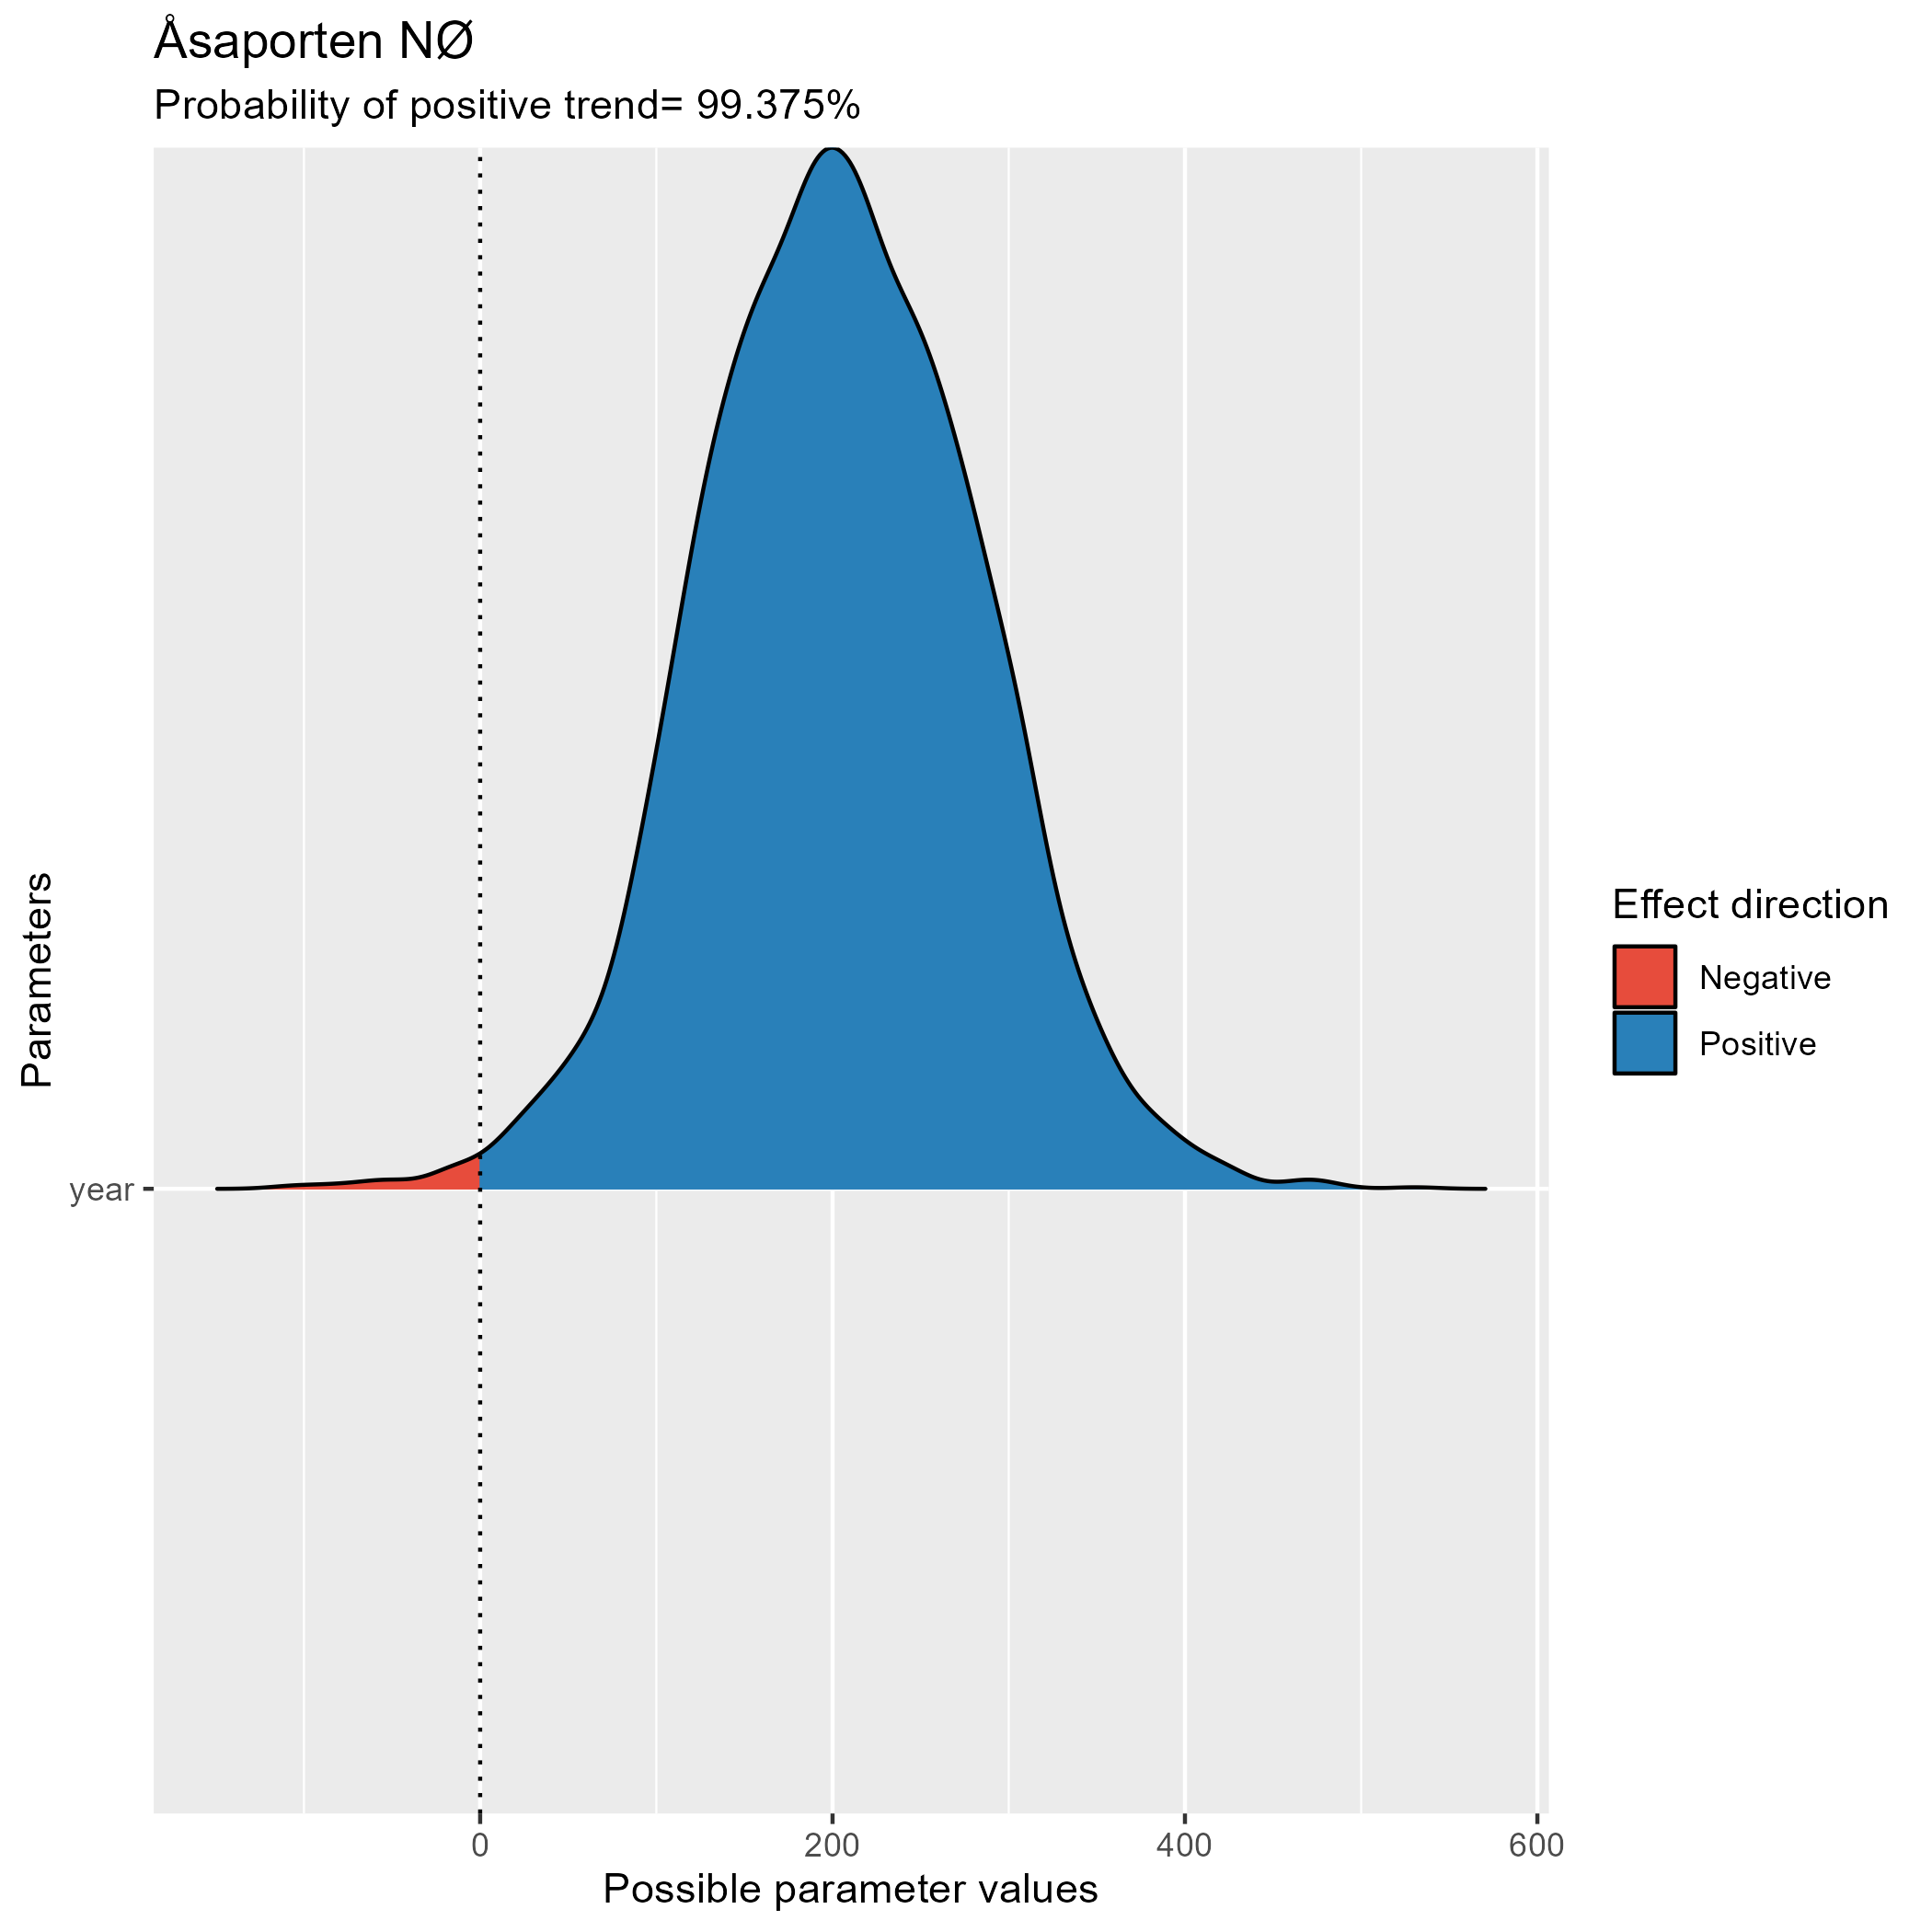 Åsaporten NØ
Probability of positive trend= 99.375%
Parameters
year
0
200
400
600
Possible parameter values
Effect direction
Negative
Positive